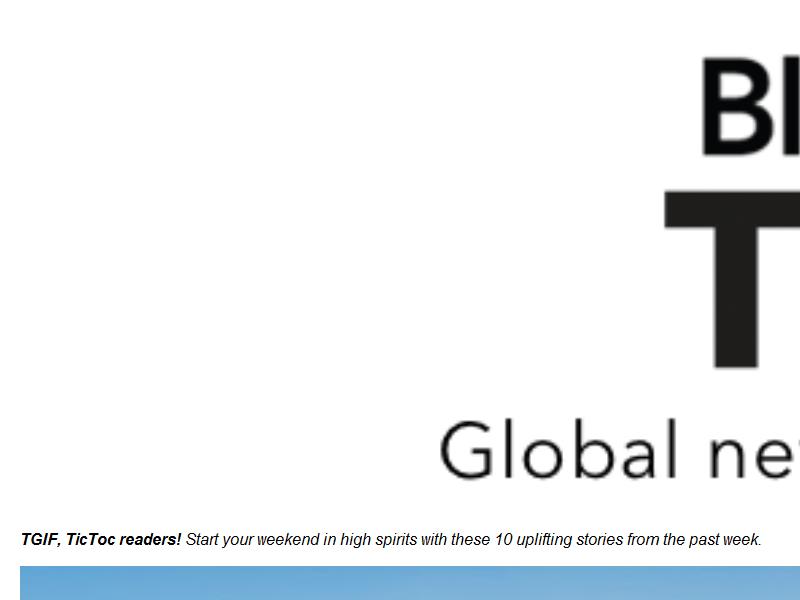 Bl
T
Global ne
TGIF, TicToc readers! Start your weekend in high spirits with these 10 uplifting stories from the past week.